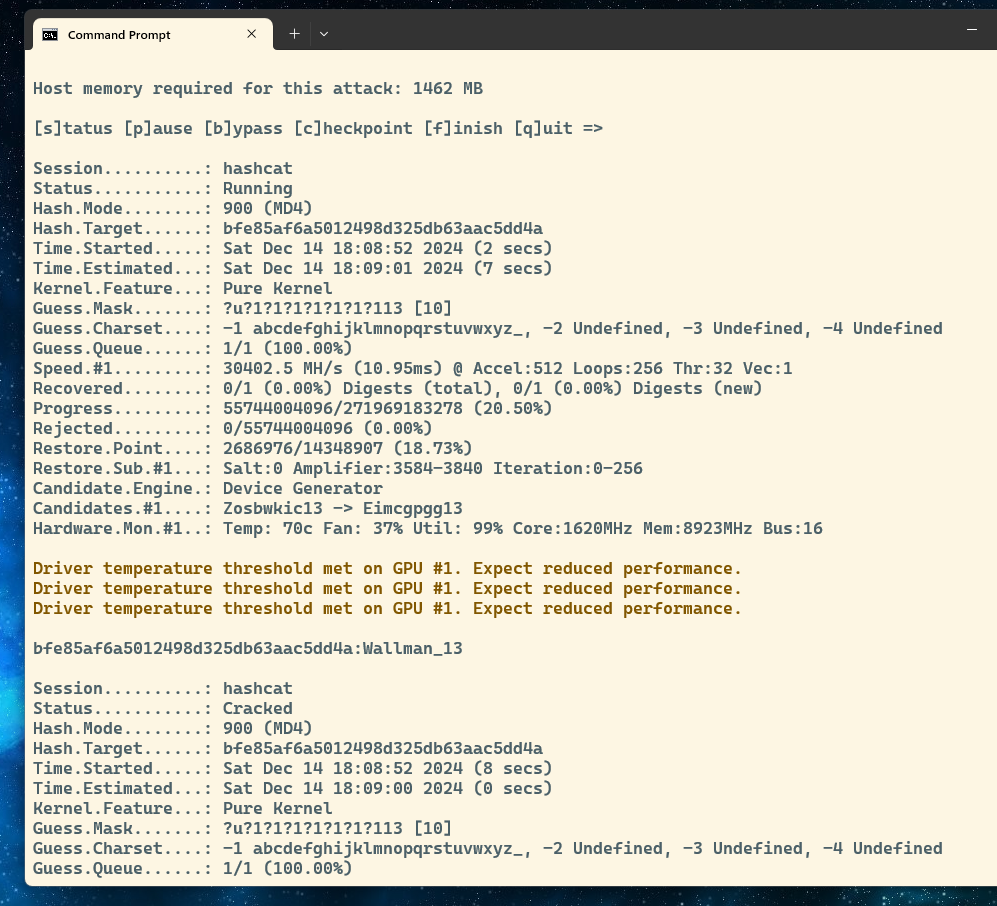 Command Prompt
Host memory required for this attack: 1462 MB
[s]tatus [p]ause [b]ypass [c]heckpoint [f]inish [q]uit =>
Session..........: hashcat
Status...........: Running
Hash.Mode........: 900 (MD4)
Hash.Target......: bfe85af6a5012498d325db63aac5dd4a
Time.Started.....: Sat Dec 14 18:08:52 2024 (2 secs)
Time.Estimated...: Sat Dec 14 18:09:01 2024 (7 secs)
Kernel.Feature...: Pure Kernel
Guess.Mask.......: ?u?1?1?1?1?1?1?113 [10]
Guess.Charset....: -1 abcdefghijklmnopqrstuvwxyz_, -2 Undefined, -3 Undefined, -4 Undefined
Guess.Queue......: 1/1 (100.00%)
Speed.#1.........: 30402.5 MH/s (10.95ms) @ Accel:512 Loops:256 Thr:32 Vec:1
Recovered........: 0/1 (0.00%) Digests (total), 0/1 (0.00%) Digests (new)
Progress.........: 55744004096/271969183278 (20.50%)
Rejected.........: 0/55744004096 (0.00%)
Restore.Point....: 2686976/14348907 (18.73%)
Restore.Sub.#1...: Salt:0 Amplifier:3584-3840 Iteration:0-256
Candidate.Engine.: Device Generator
Candidates.#1....: Zosbwkic13 -> Eimcgpgg13
Hardware.Mon.#1..: Temp: 70c Fan: 37% Util: 99% Core:1620MHz Mem:8923MHz Bus:16
Driver temperature threshold met on GPU #1. Expect reduced performance.
Driver temperature threshold met on GPU #1. Expect reduced performance.
Driver temperature threshold met on GPU #1. Expect reduced performance.
bfe85af6a5012498d325db63aac5dd4a:Wallman_13
Session..........: hashcat
Status...........: Cracked
Hash.Mode........: 900 (MD4)
Hash.Target......: bfe85af6a5012498d325db63aac5dd4a
Time.Started.....: Sat Dec 14 18:08:52 2024 (8 secs)
Time.Estimated...: Sat Dec 14 18:09:00 2024 (0 secs)
Kernel.Feature...: Pure Kernel
Guess.Mask.......: ?u?1?1?1?1?1?1?113 [10]
Guess.Charset....: -1 abcdefghijklmnopqrstuvwxyz_, -2 Undefined, -3 Undefined, -4 Undefined
Guess.Queue......: 1/1 (100.00%)